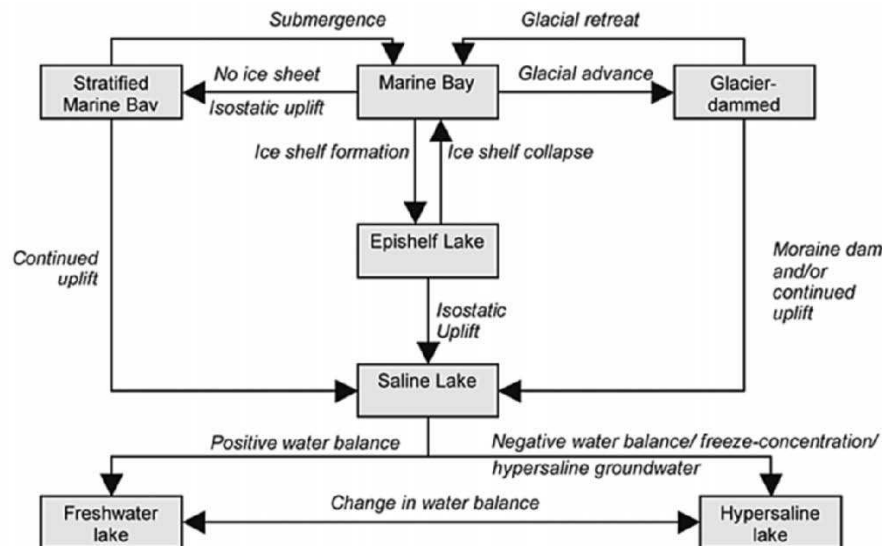 Submergence
Glacial retreat
Stratified
Marine Bav
No ice sheet
Isostatic uplift
Marine Bay
Glacial advance
Glacier-
dammed
Ice shelf formation
Ice shelf collapse
Epishelf Lake
Continued
uplift
Isostatic
Uplift
Moraine dam
and/or
continued
uplift
Saline Lake
Positive water balance
Negative water balance/ freeze-concentration/
hypersaline groundwater
Freshwater
lake
Change in water balance
Hypersaline
lake